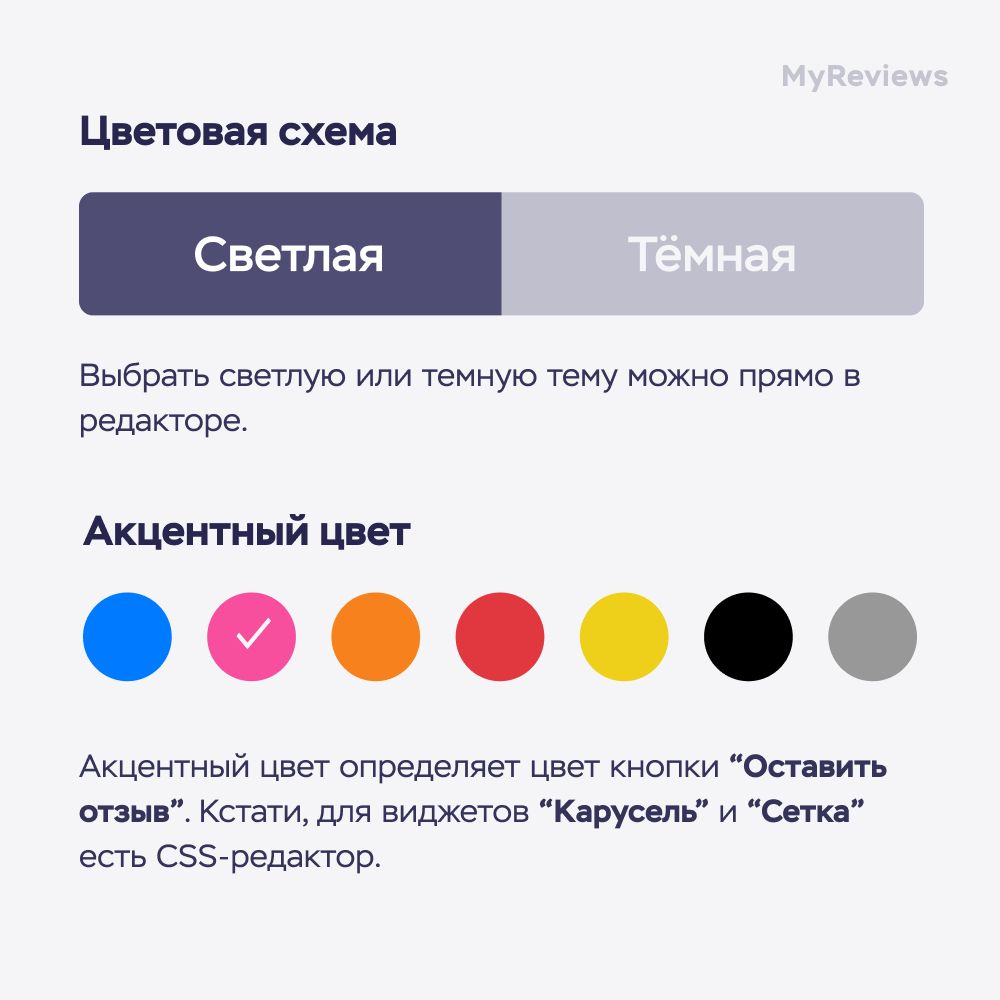 MyReviews
Цветовая схема
Светлая Тёмная
Выбрать светлую или темную тему можно прямо в
редакторе.
Акцентный цвет
Акцентный цвет определяет цвет кнопки “Оставить
отзыв”. Кстати, для виджетов “Карусель” и “Сетка”
есть CSS-редактор.